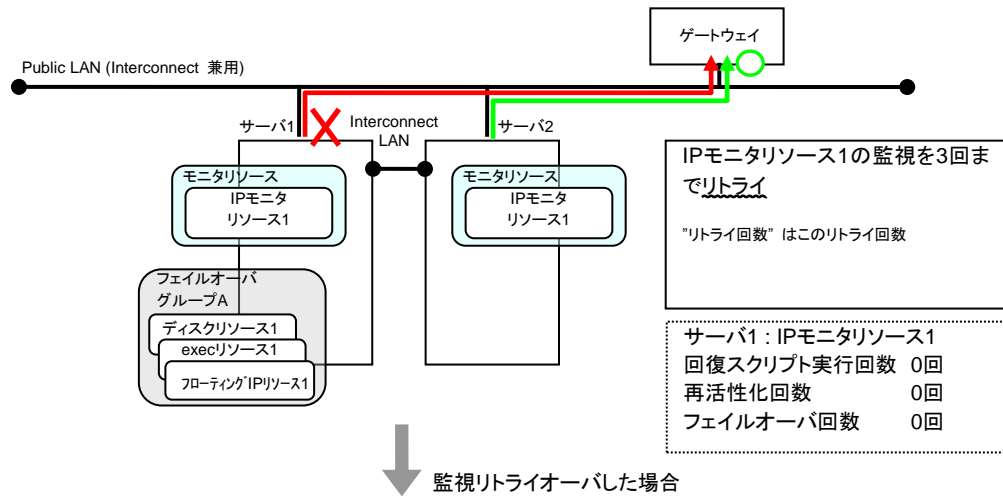 ゲートウェイ
Public LAN (Interconnect 兼用)
サーバ1
Interconnect
LAN
サーバ2
モニタリソース
IPモニタ
リソース1
モニタリソース
IPモニタ
リソース1
IPモニタリソース1の監視を3回ま
でリトライ
"リトライ回数" はこのリトライ回数
フェイルオーバ
グループA
ディスクリソース1
execリソース1
フローティングIPリソース1
サーバ1 : IPモニタリソース1
回復スクリプト実行回数 0回
再活性化回数 0回
フェイルオーバ回数 0回
監視リトライオーバした場合